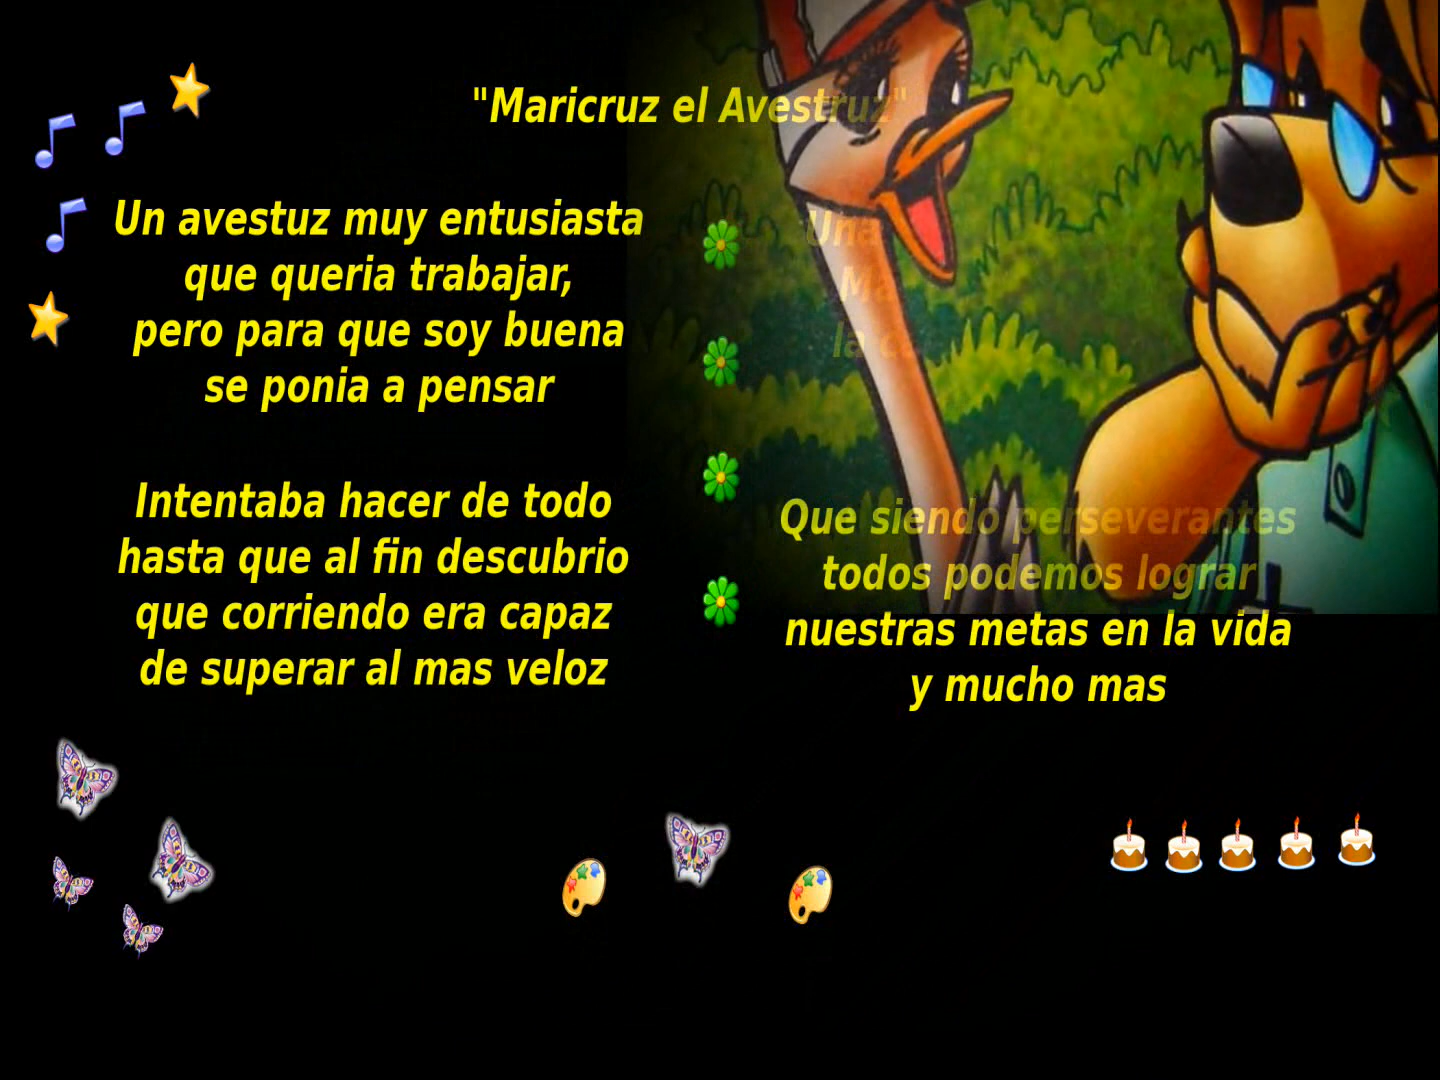 "Maricruz el Avestruz"
Un avestuz muy entusiasta
que queria trabajar,
pero para que soy buena
se ponia a pensar
Intentaba hacer de todo
hasta que al fin descubrio
que corriendo era capaz
de superar al mas veloz
Una
la
Que siendo perseverantes
todos podemos lograr
nuestras metas en la vida
y mucho mas